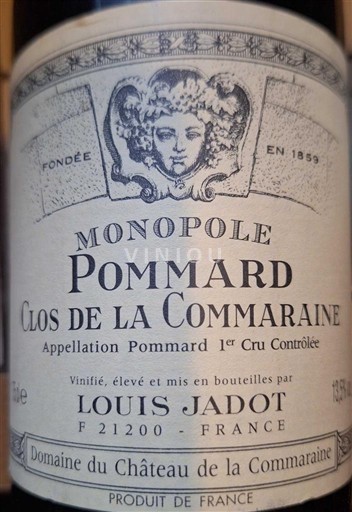 FONDÉE EN 1859
MONOPOLE
VINIOU
POMMARD
CLOS DE LA COMMARAINE
Appellation Pommard 1er Cru Contrôlée
Vinifié, élevé et mis en bouteilles par
LOUIS JADOT
F 21200 - FRANCE
Domaine du Château de la Commaraine
PRODUIT DE FRANCE